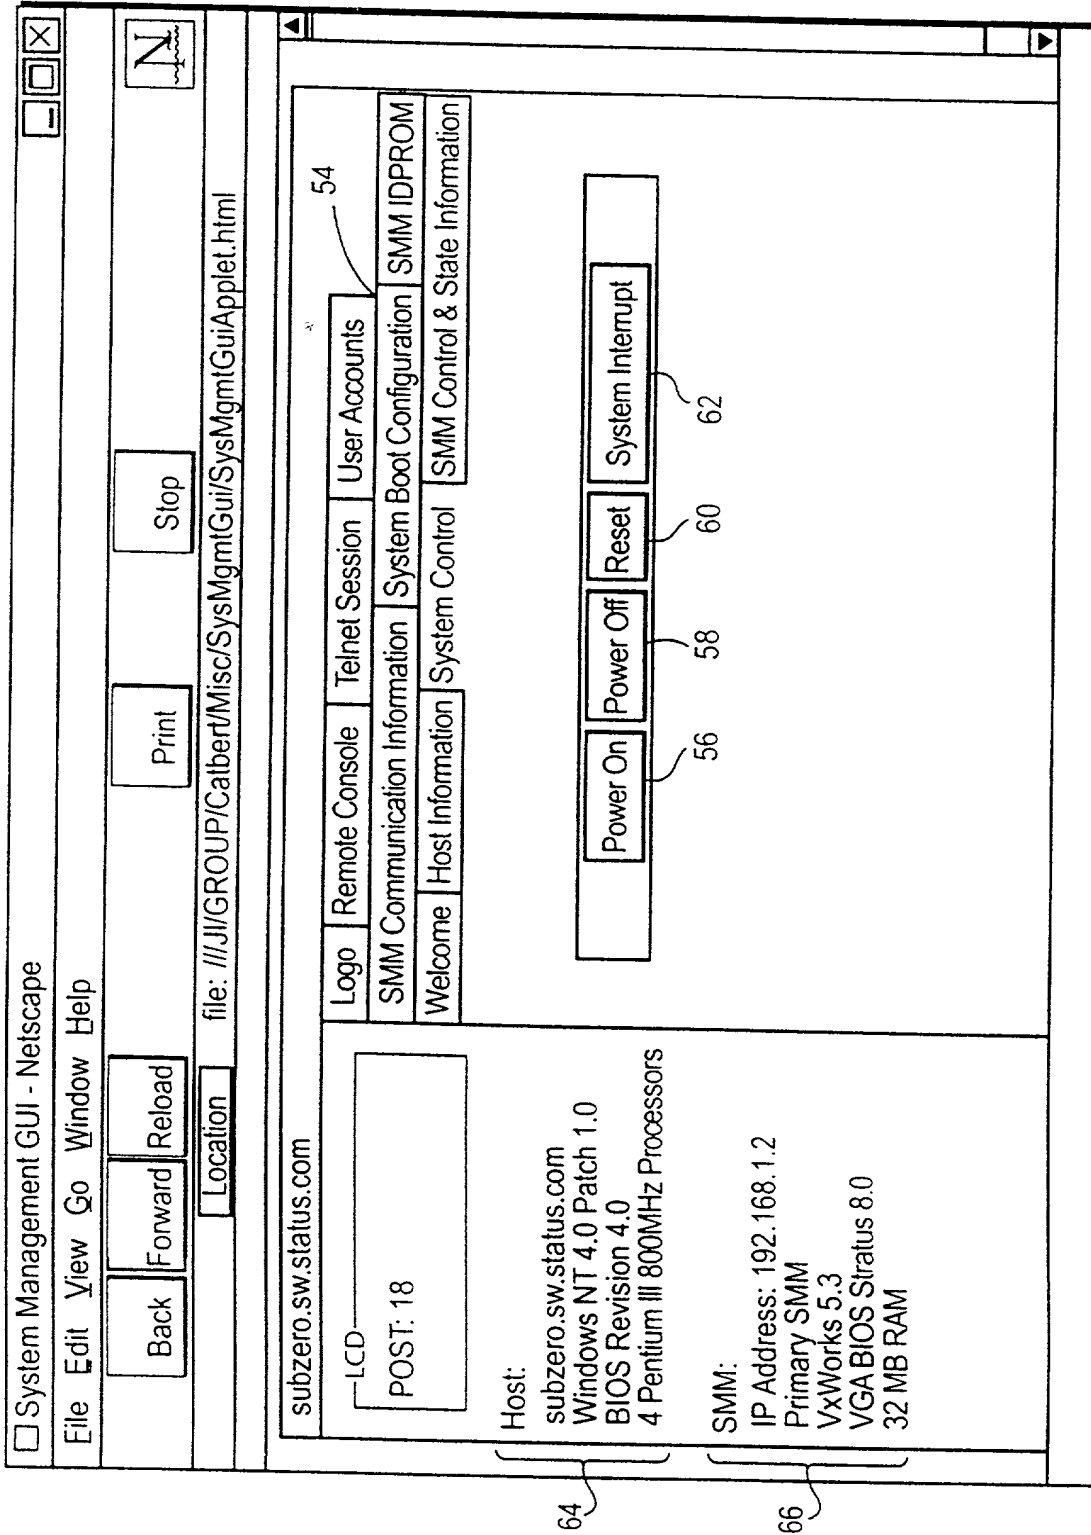 System Management GUI - Netscape
File Edit View Go Window Help
Back Forward Reload Print Stop N
Location file: ///JI/GROUP/Catbert/Misc/SysMgmtGui/SysMgmtGuiApplet.html
subzero.sw.status.com
LCD
POST: 18
Host:
subzero.sw.status.com
Windows NT 4.0 Patch 1.0
BIOS Revision 4.0
4 Pentium III 800MHz Processors
64
SMM:
IP Address: 192.168.1.2
Primary SMM
VxWorks 5.3
VGA BIOS Stratus 8.0
32 MB RAM
66
Logo Remote Console Telnet Session User Accounts
54
SMM Communication Information System Boot Configuration SMM IDPROM
Welcome Host Information System Control SMM Control & State Information
Power On Power Off Reset System Interrupt
56 58 60 62